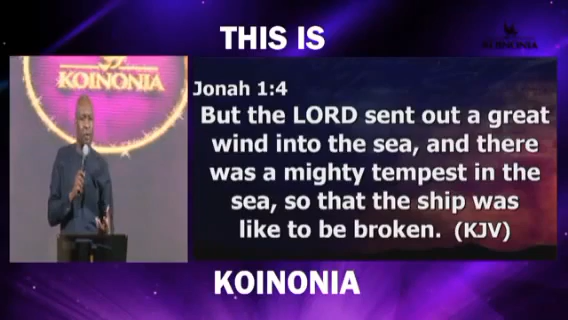 THIS IS
KOINONIA
KOINONIA
Jonah 1:4
But the LORD sent out a great
wind into the sea, and there
was a mighty tempest in the
sea, so that the ship was
like to be broken. (KJV)
KOINONIA